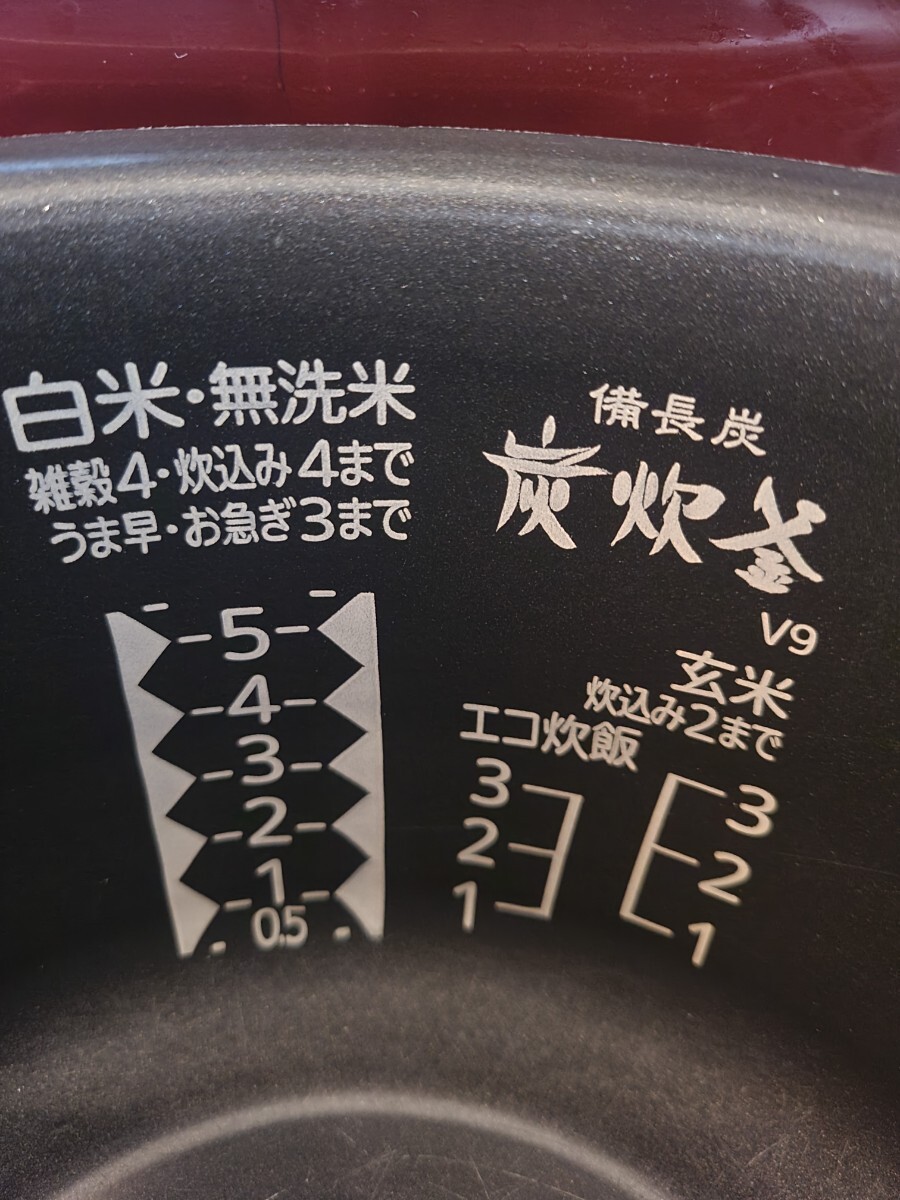 白米・無洗米
雑穀4・炊込み4まで
うま早・お急ぎ3まで
5
4
3
2
1
0.5
備長炭
炭炊釜
V9
玄米
炊込み2まで
3
2
1
エコ炊飯
3
2
1